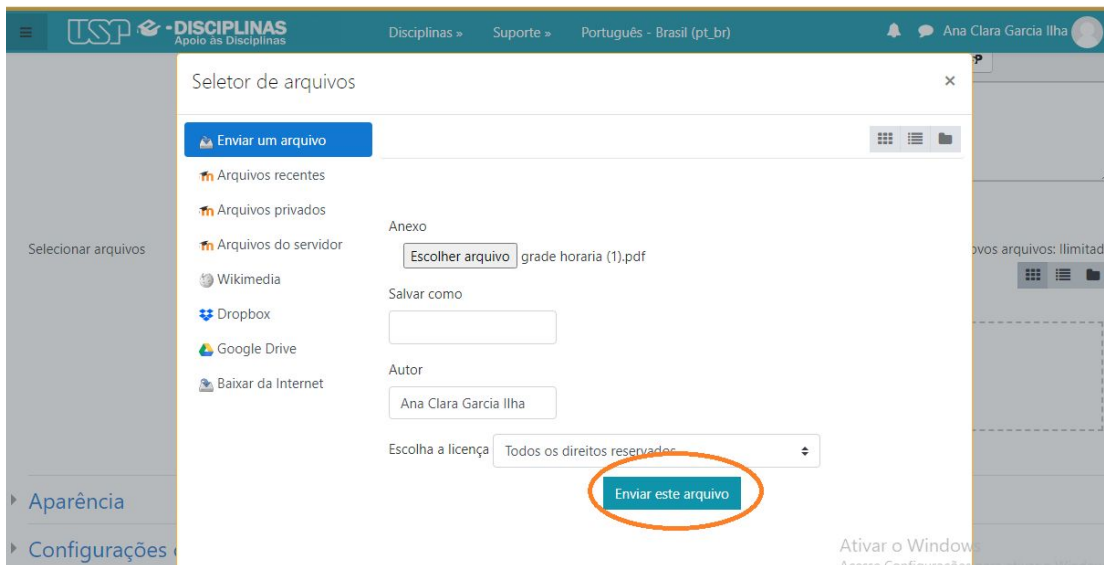 USP e-DISCIPLINAS
Apoio às Disciplinas
Disciplinas »
Suporte »
Português - Brasil (pt_br)
Ana Clara Garcia Ilha
Seletor de arquivos
×
Enviar um arquivo
Arquivos recentes
Arquivos privados
Arquivos do servidor
Wikimedia
Dropbox
Google Drive
Baixar da Internet
Selecionar arquivos
Anexo
Escolher arquivo grade horaria (1).pdf
Salvar como
Autor
Ana Clara Garcia Ilha
Escolha a licença Todos os direitos reservados
Enviar este arquivo
arquivos: Ilimitad
Aparência
Configurações
Ativar o Windows